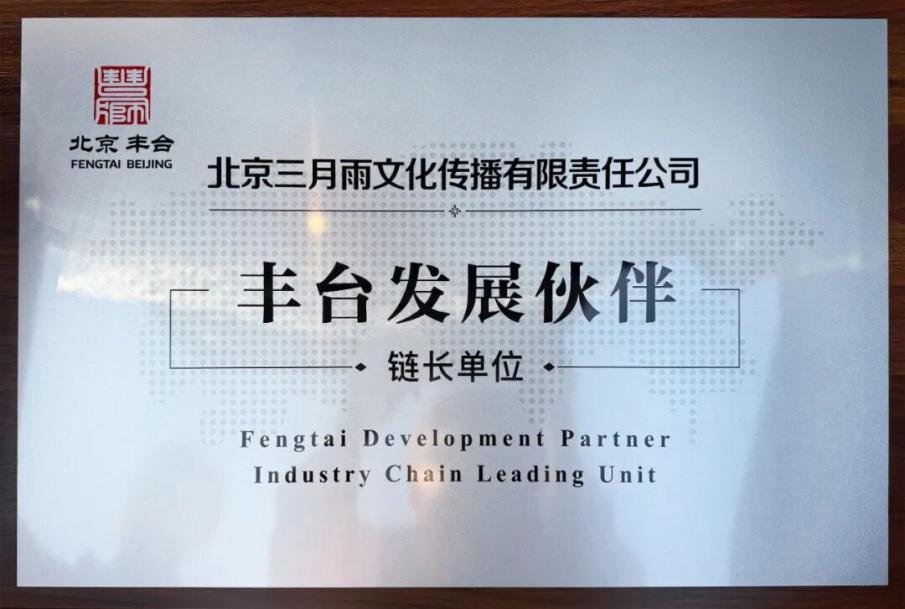 北京 丰台
FENGTAI BEIJING
北京三月雨文化传播有限责任公司
丰台发展伙伴
链长单位
Fengtai Development Partner
Industry Chain Leading Unit